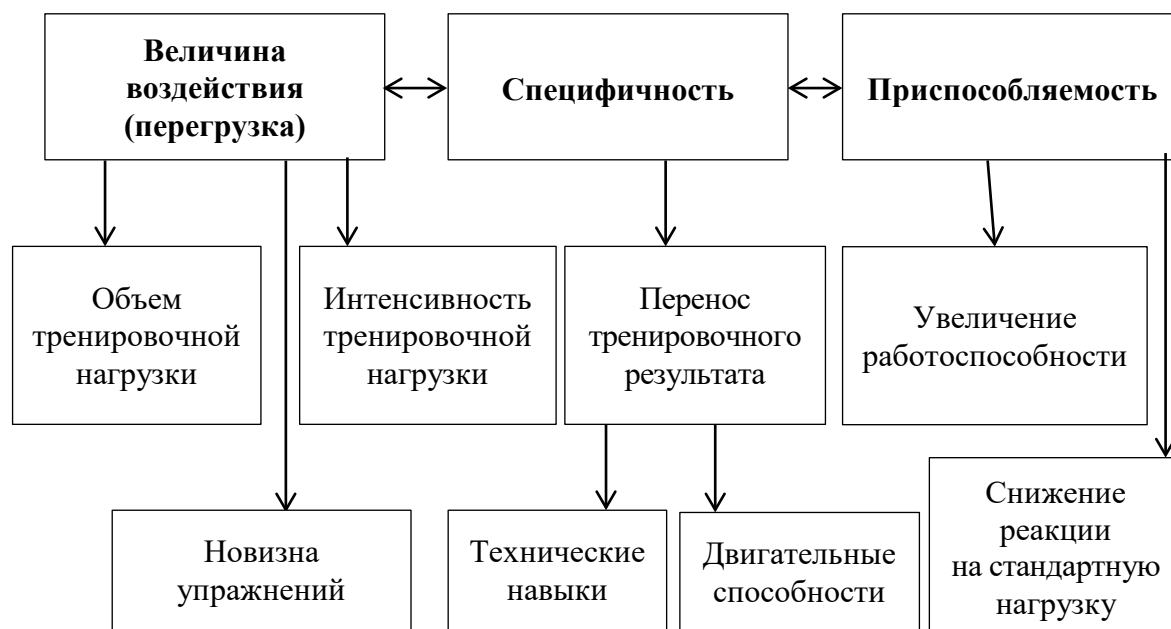 Величина
воздействия
(перегрузка)
Специфичность
Приспособляемость
Объем
тренировочной
нагрузки
Интенсивность
тренировочной
нагрузки
Перенос
тренировочного
результата
Увеличение
работоспособности
Новизна
упражнений
Технические
навыки
Двигательные
способности
Снижение
реакции
на стандартную
нагрузку